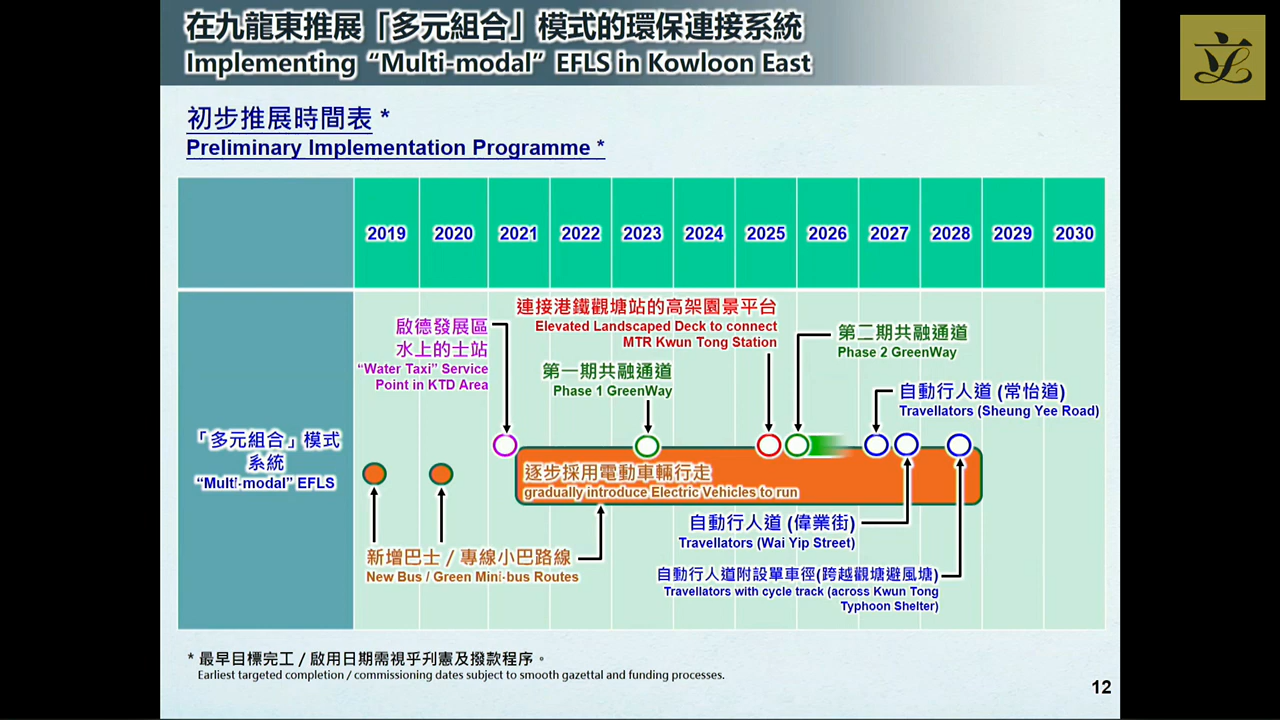 在九龍東推展「多元組合」模式的環保連接系統
Implementing “Multi-modal” EFLS in Kowloon East
初步推展時間表 *
Preliminary Implementation Programme *
2019 2020 2021 2022 2023 2024 2025 2026 2027 2028 2029 2030
連接港鐵觀塘站的高架園景平台
Elevated Landscaped Deck to connect
MTR Kwun Tong Station
啟德發展區
水上的士站
“Water Taxi” Service
Point in KTD Area
第一期共融通道
Phase 1 GreenWay
第二期共融通道
Phase 2 GreenWay
自動行人道 (常怡道)
Travellators (Sheung Yee Road)
「多元組合」模式
系統
“Multi-modal” EFLS
逐步採用電動車輛行走
gradually introduce Electric Vehicles to run
自動行人道 (偉業街)
Travellators (Wai Yip Street)
新增巴士 / 專線小巴路線
New Bus / Green Mini-bus Routes
自動行人道附設單車徑(跨越觀塘避風塘)
Travellators with cycle track (across Kwun Tong
Typhoon Shelter)
* 最早目標完工 / 啟用日期需視乎刊憲及撥款程序。
Earliest targeted completion / commissioning dates subject to smooth gazettal and funding processes.
12